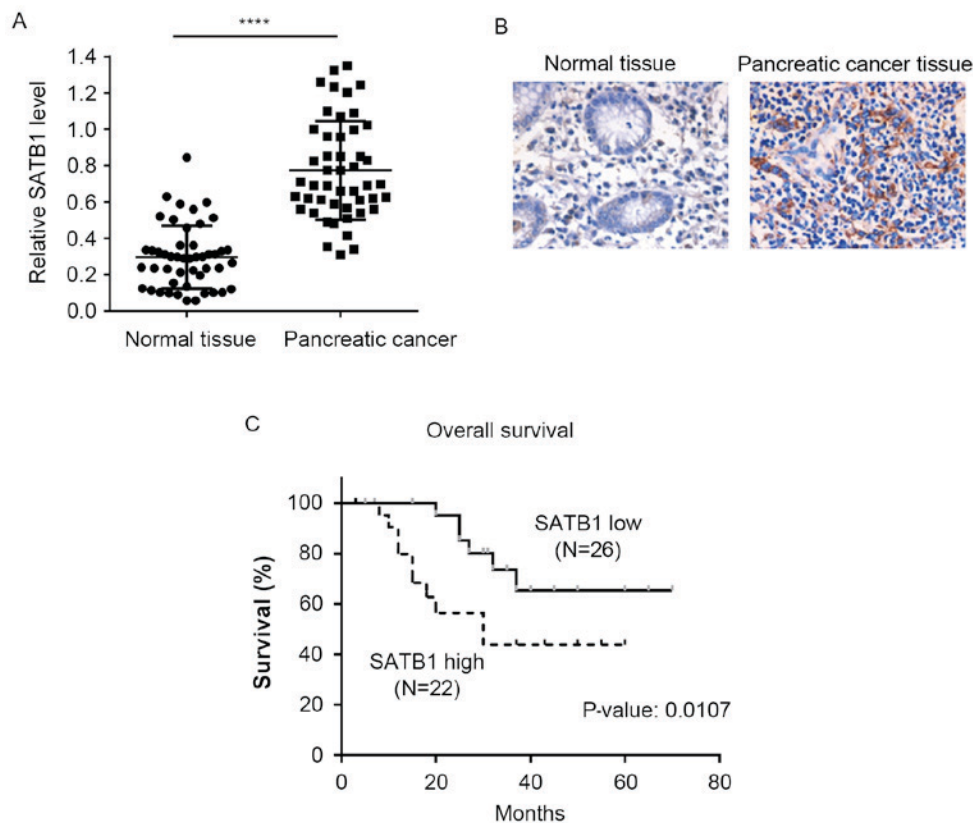 A
****
Relative SATB1 level
1.4
1.2
1.0
0.8
0.6
0.4
0.2
0.0
Normal tissue
Pancreatic cancer
B
Normal tissue
Pancreatic cancer tissue
C
Overall survival
Survival (%)
100
80
60
40
20
0
SATB1 low
(N=26)
SATB1 high
(N=22)
P-value: 0.0107
0
20
40
60
80
Months